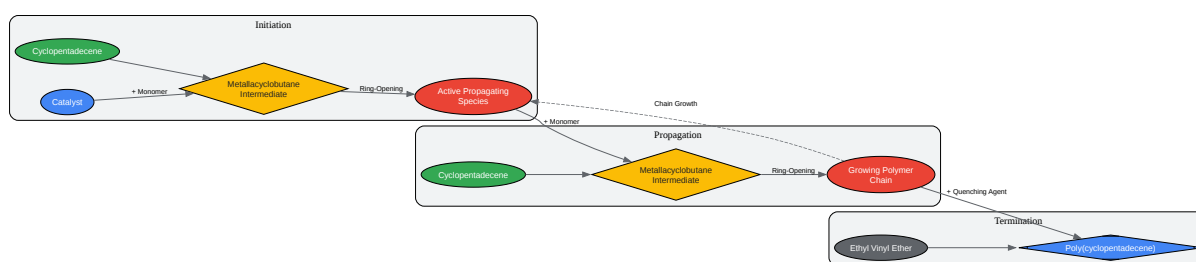 Initiation
Cyclopentadecene
Catalyst
+ Monomer
Metallacyclobutane
Intermediate
Ring-Opening
Active Propagating
Species
Chain Growth
+ Monomer
Propagation
Cyclopentadecene
Metallacyclobutane
Intermediate
Ring-Opening
Growing Polymer
Chain
+ Quenching Agent
Termination
Ethyl Vinyl Ether
Poly(cyclopentadecene)